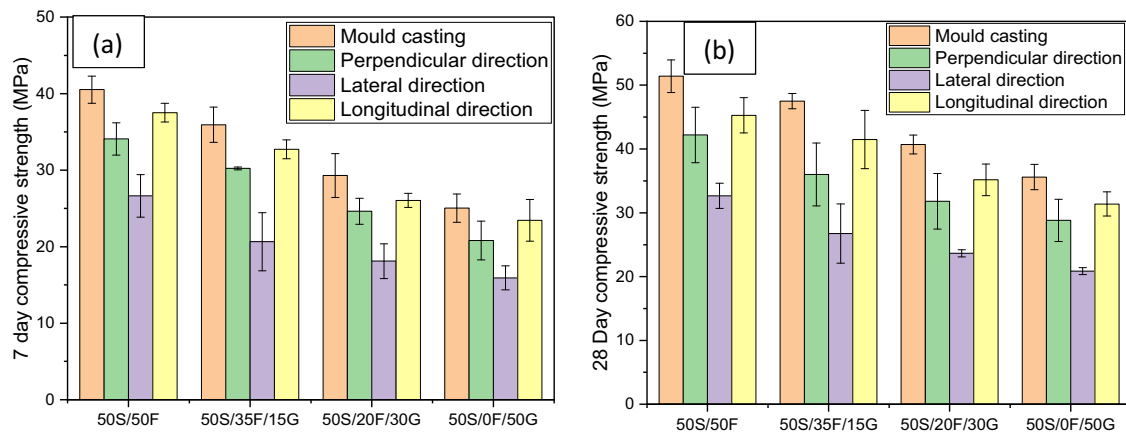 (a)
Mould casting
Perpendicular direction
Lateral direction
Longitudinal direction
7 day compressive strength (MPa)
50
40
30
20
10
0
50S/50F 50S/35F/15G 50S/20F/30G 50S/0F/50G
(b)
Mould casting
Perpendicular direction
Lateral direction
Longitudinal direction
28 Day compressive strength (MPa)
60
50
40
30
20
10
0
50S/50F 50S/35F/15G 50S/20F/30G 50S/0F/50G